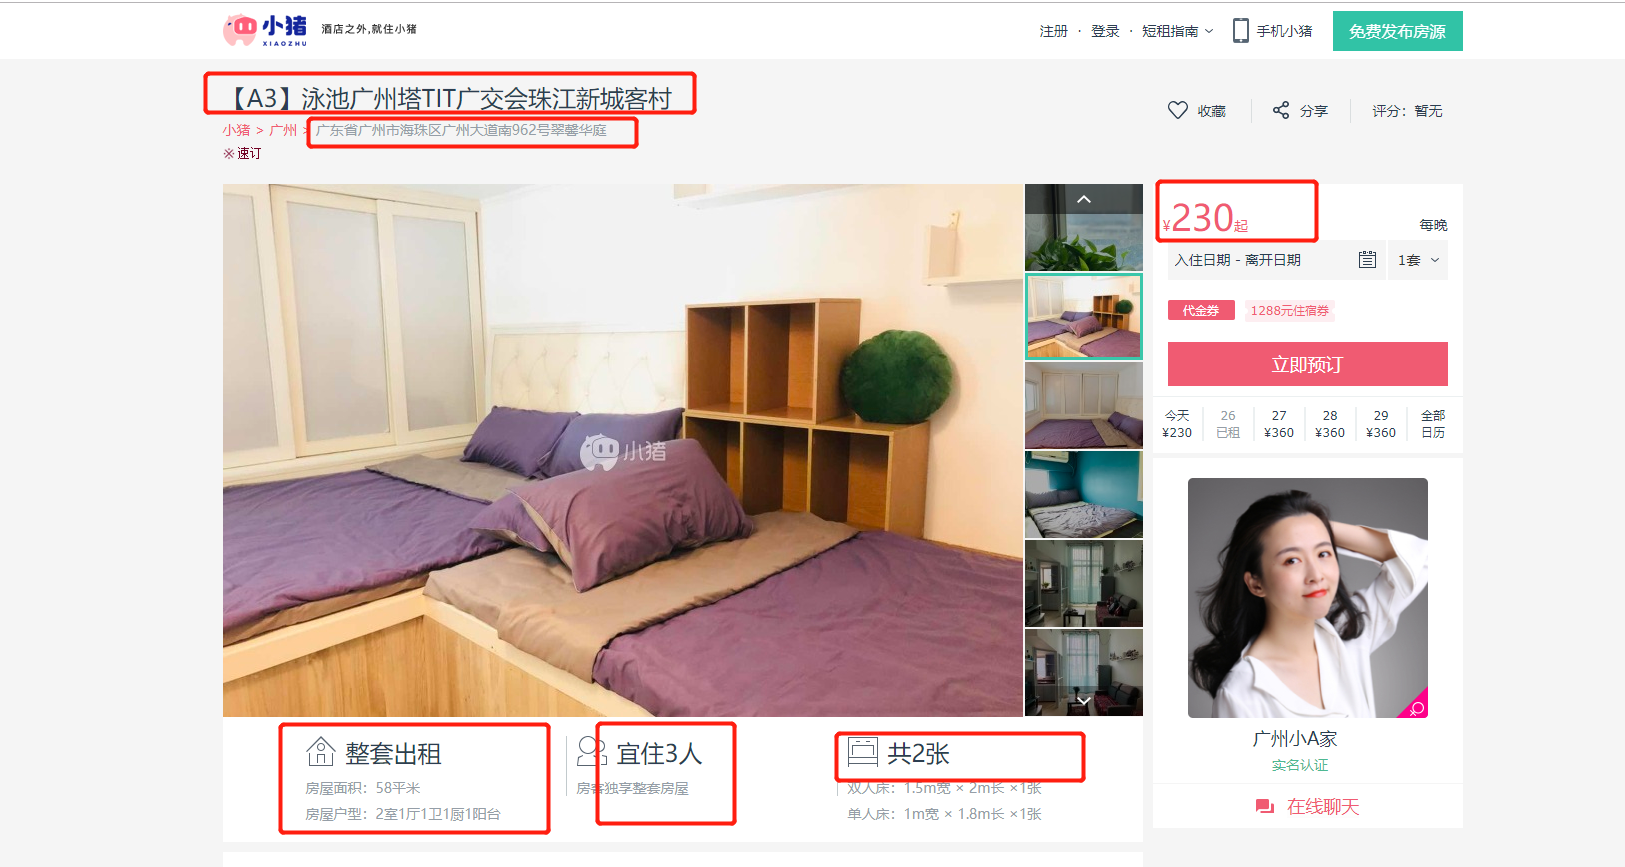 小猪
XIAOZHU
酒店之外,就住小猪
注册 · 登录 · 短租指南 手机小猪 免费发布房源
【A3】泳池广州塔TIT广交会珠江新城客村
收藏 分享 评分：暂无
小猪 > 广州 > 广东省广州市海珠区广州大道南962号翠馨华庭
※速订
¥230起 每晚
入住日期 - 离开日期 1套
代金券 1288元住宿券
立即预订
今天 26 27 28 29 全部
¥230 已租 ¥360 ¥360 ¥360 日历
小猪
广州小A家
实名认证
在线聊天
整套出租 宜住3人 共2张
房屋面积：58平米 房客独享整套房屋 双人床：1.5m宽 × 2m长 ×1张
房屋户型：2室1厅1卫1厨1阳台 单人床：1m宽 × 1.8m长 ×1张